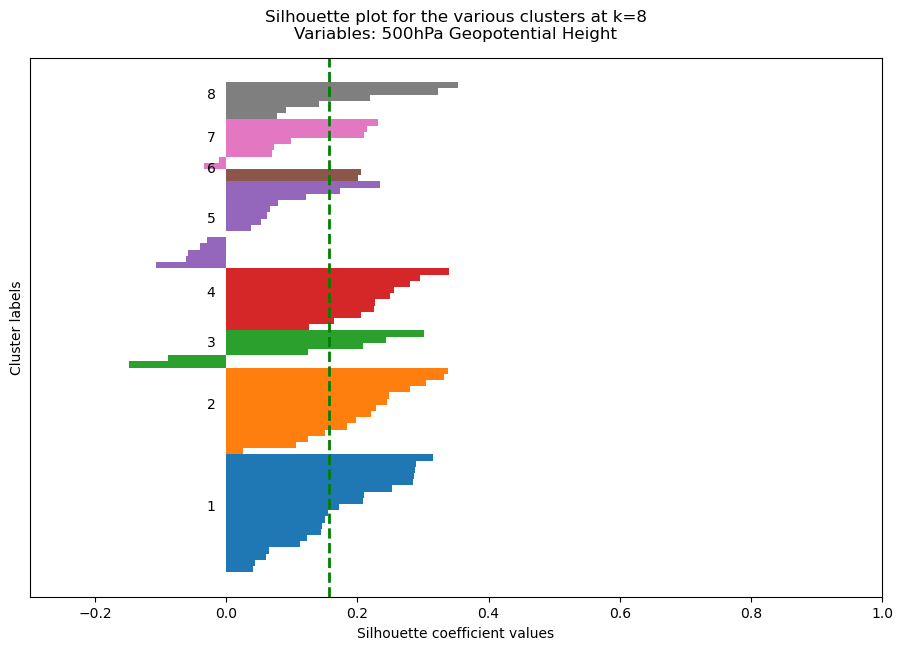 Silhouette plot for the various clusters at k=8
Variables: 500hPa Geopotential Height
8
7
6
5
4
3
2
1
Cluster labels
−0.2 0.0 0.2 0.4 0.6 0.8 1.0
Silhouette coefficient values